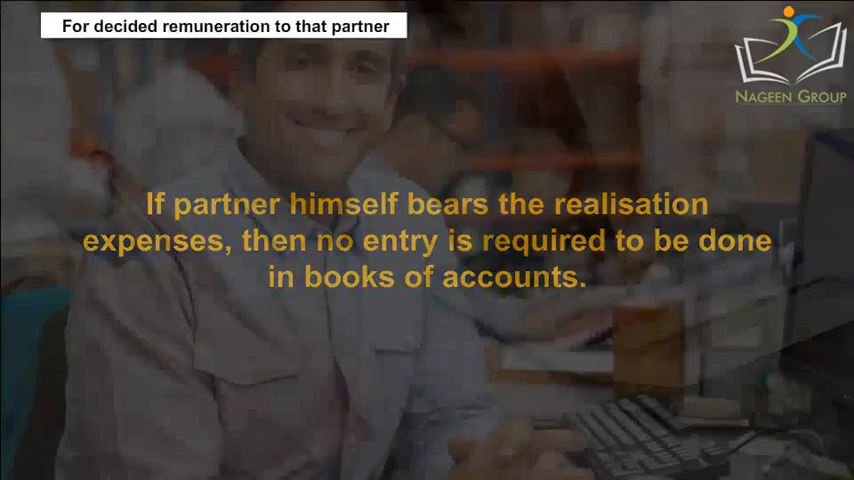 For decided remuneration to that partner
NAGEEN GROUP
If partner himself bears the realisation
expenses, then no entry is required to be done
in books of accounts.